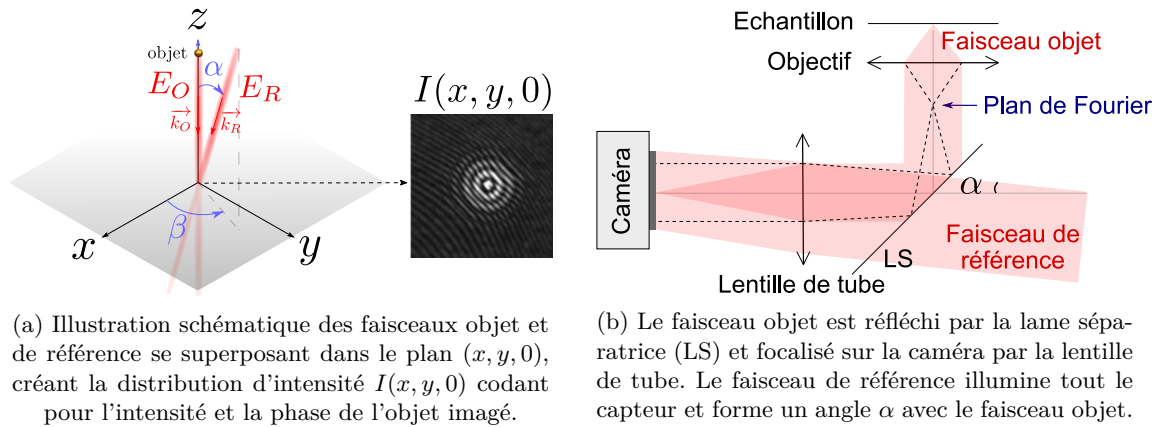 z
objet
α
E_O
E_R
\overrightarrow{k_O}
\overrightarrow{k_R}
I(x, y, 0)
x
β
y
(a) Illustration schématique des faisceaux objet et
de référence se superposant dans le plan (x, y, 0),
créant la distribution d'intensité I(x, y, 0) codant
pour l'intensité et la phase de l'objet imagé.
Echantillon
Faisceau objet
Objectif
Plan de Fourier
Caméra
α
Faisceau de
référence
LS
Lentille de tube
(b) Le faisceau objet est réfléchi par la lame sépa-
ratrice (LS) et focalisé sur la caméra par la lentille
de tube. Le faisceau de référence illumine tout le
capteur et forme un angle α avec le faisceau objet.